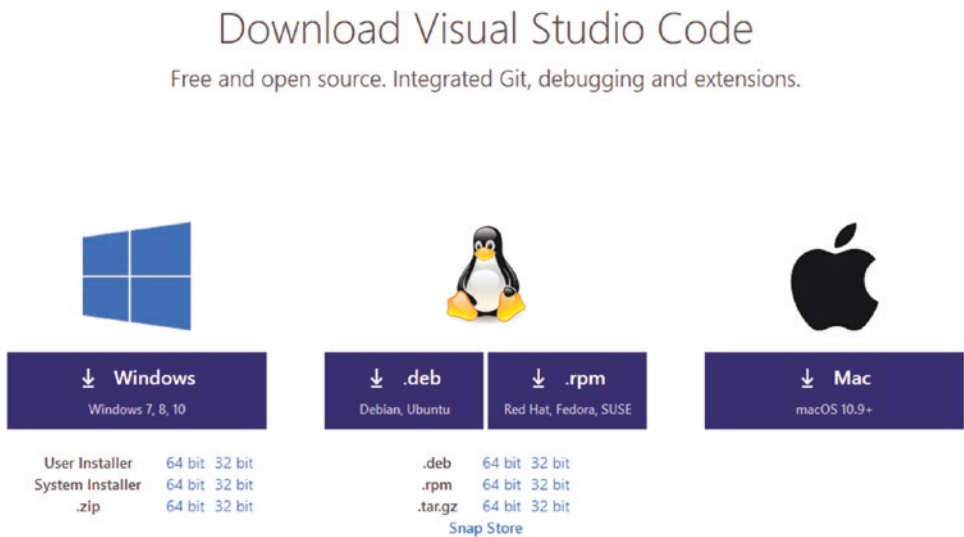 Download Visual Studio Code
Free and open source. Integrated Git, debugging and extensions.
Windows
Windows 7, 8, 10
User Installer 64 bit 32 bit
System Installer 64 bit 32 bit
.zip 64 bit 32 bit
.deb
Debian, Ubuntu
.rpm
Red Hat, Fedora, SUSE
.deb 64 bit 32 bit
.rpm 64 bit 32 bit
.tar.gz 64 bit 32 bit
Snap Store
Mac
macOS 10.9+